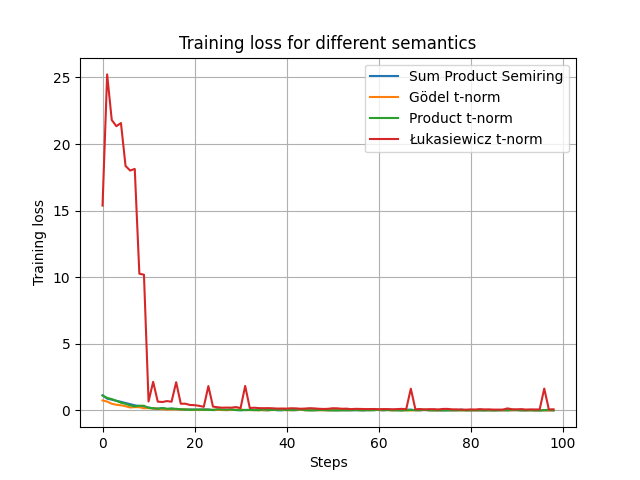 Training loss for different semantics
Sum Product Semiring
Gödel t-norm
Product t-norm
Łukasiewicz t-norm
Training loss
25
20
15
10
5
0
0
20
40
60
80
100
Steps